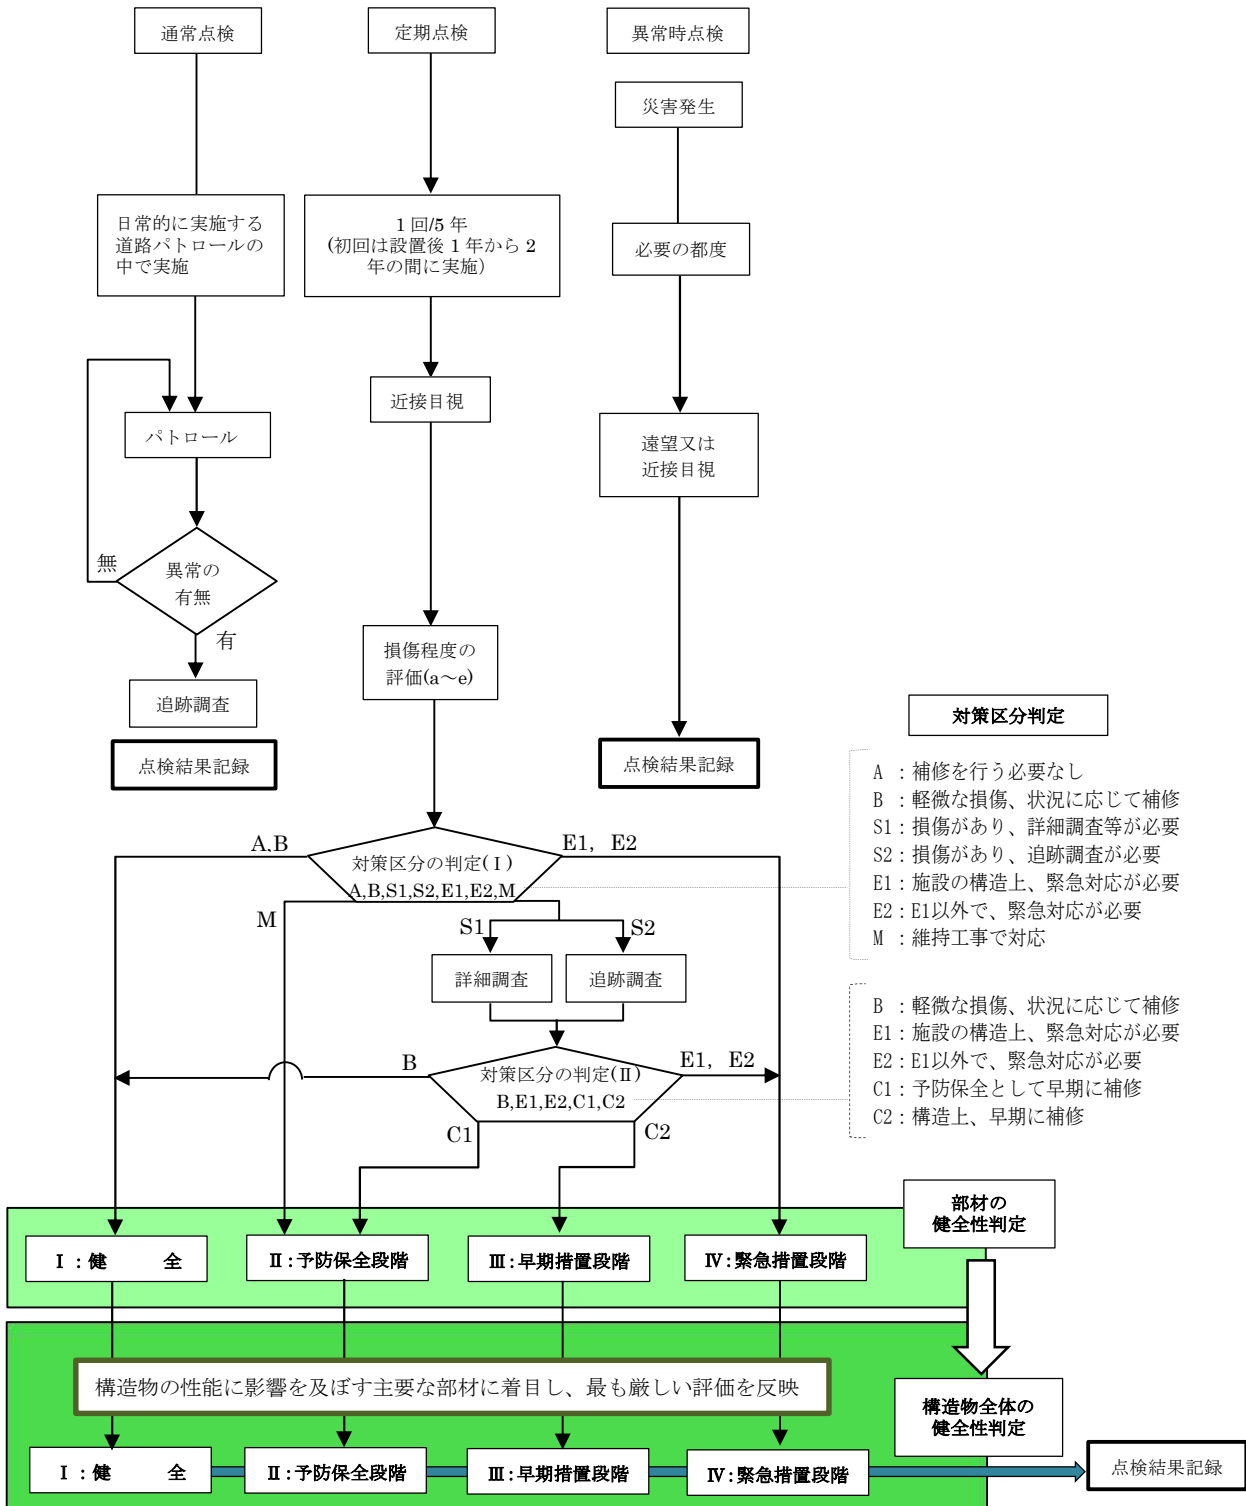 通常点検
定期点検
異常時点検
災害発生
日常的に実施する
道路パトロールの
中で実施
1回/5年
(初回は設置後1年から2
年の間に実施)
必要の都度
近接目視
パトロール
遠望又は
近接目視
異常の
有無
無
有
損傷程度の
評価(a～e)
追跡調査
点検結果記録
点検結果記録
対策区分判定
A ：補修を行う必要なし
B ：軽微な損傷、状況に応じて補修
S1：損傷があり、詳細調査等が必要
S2：損傷があり、追跡調査が必要
E1：施設の構造上、緊急対応が必要
E2：E1以外で、緊急対応が必要
M ：維持工事で対応
A,B
E1, E2
対策区分の判定(Ⅰ)
A,B,S1,S2,E1,E2,M
M
S1
S2
詳細調査
追跡調査
B ：軽微な損傷、状況に応じて補修
E1：施設の構造上、緊急対応が必要
E2：E1以外で、緊急対応が必要
C1：予防保全として早期に補修
C2：構造上、早期に補修
B
E1, E2
対策区分の判定(Ⅱ)
B,E1,E2,C1,C2
C1
C2
部材の
健全性判定
Ⅰ：健　　全
Ⅱ：予防保全段階
Ⅲ：早期措置段階
Ⅳ：緊急措置段階
構造物の性能に影響を及ぼす主要な部材に着目し、最も厳しい評価を反映
構造物全体の
健全性判定
Ⅰ：健　　全
Ⅱ：予防保全段階
Ⅲ：早期措置段階
Ⅳ：緊急措置段階
点検結果記録